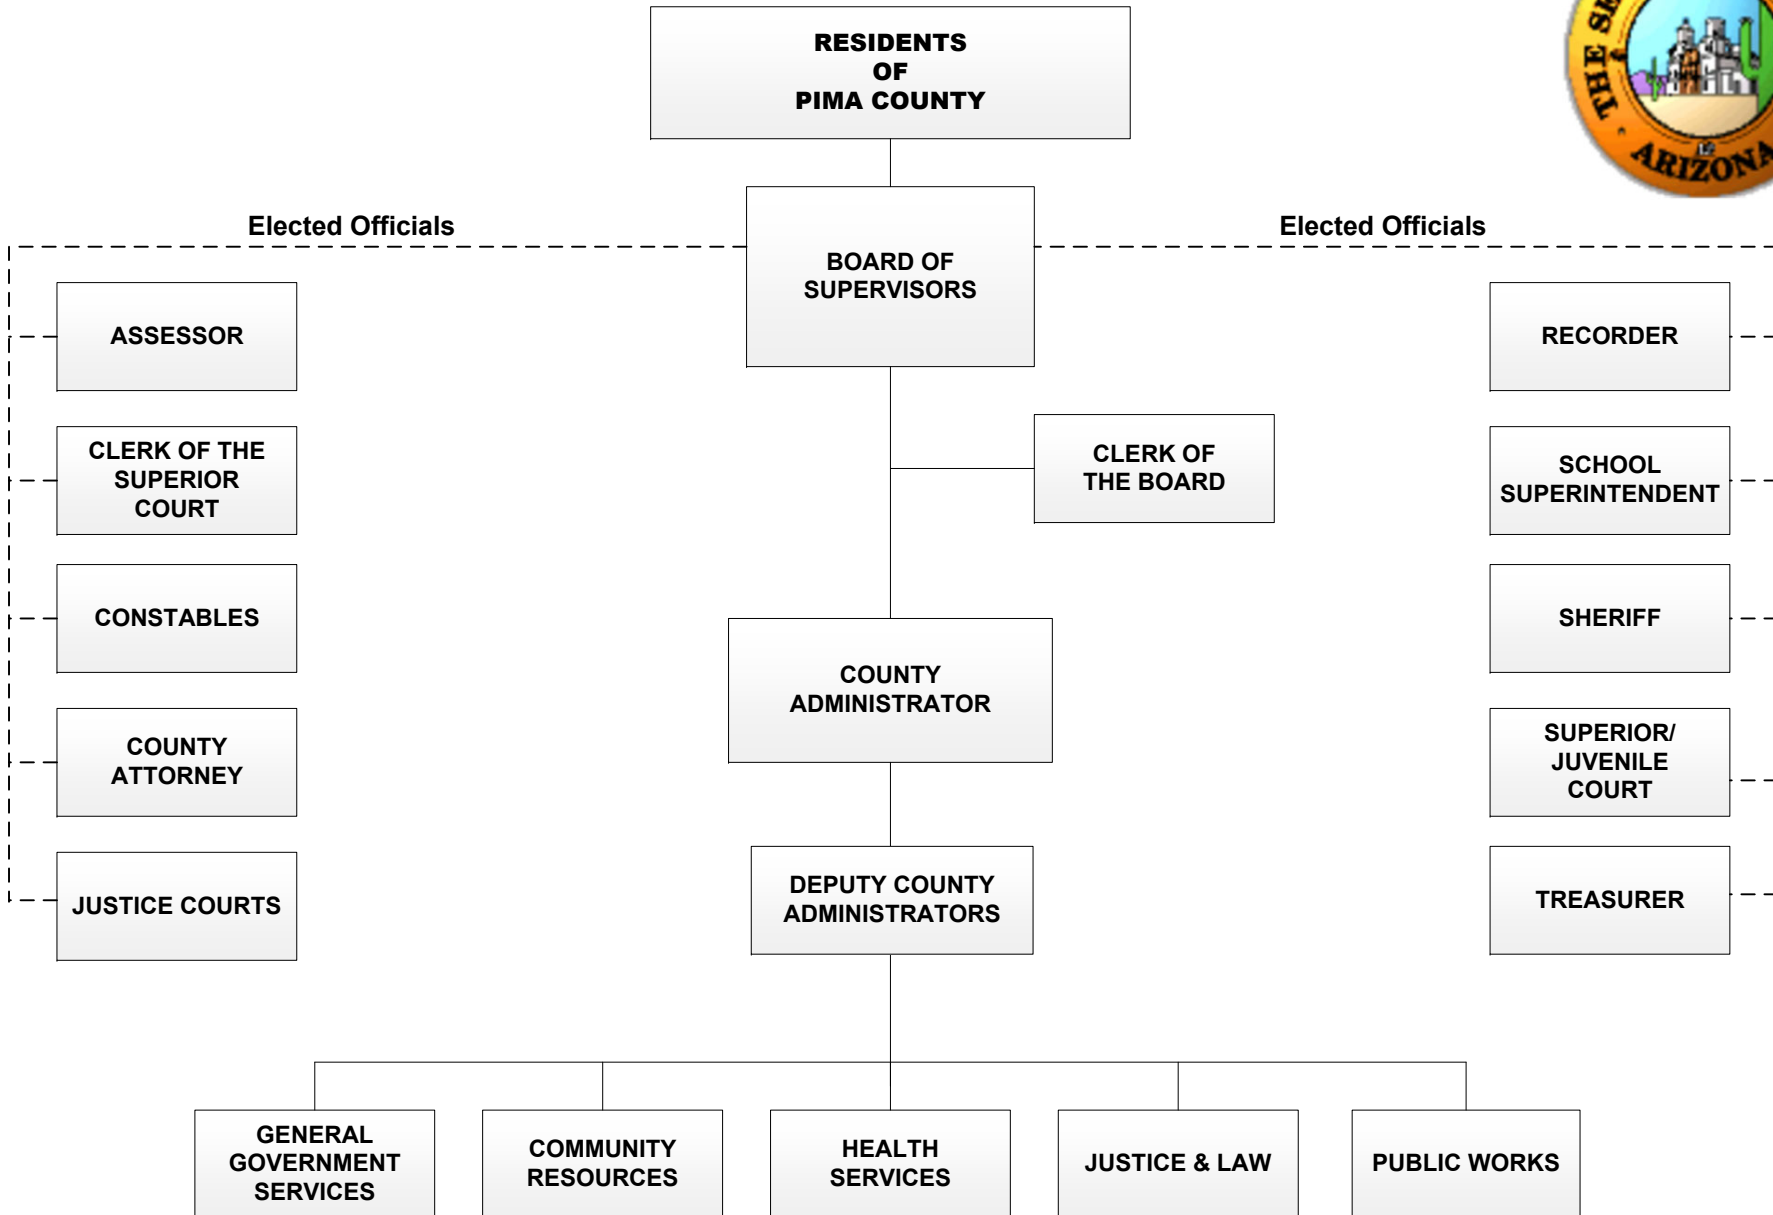 RESIDENTS
OF
PIMA COUNTY
THE SE
ARIZONA
Elected Officials
Elected Officials
BOARD OF
SUPERVISORS
ASSESSOR
RECORDER
CLERK OF THE
SUPERIOR
COURT
CLERK OF
THE BOARD
SCHOOL
SUPERINTENDENT
CONSTABLES
SHERIFF
COUNTY
ADMINISTRATOR
COUNTY
ATTORNEY
SUPERIOR/
JUVENILE
COURT
JUSTICE COURTS
DEPUTY COUNTY
ADMINISTRATORS
TREASURER
GENERAL
GOVERNMENT
SERVICES
COMMUNITY
RESOURCES
HEALTH
SERVICES
JUSTICE & LAW
PUBLIC WORKS